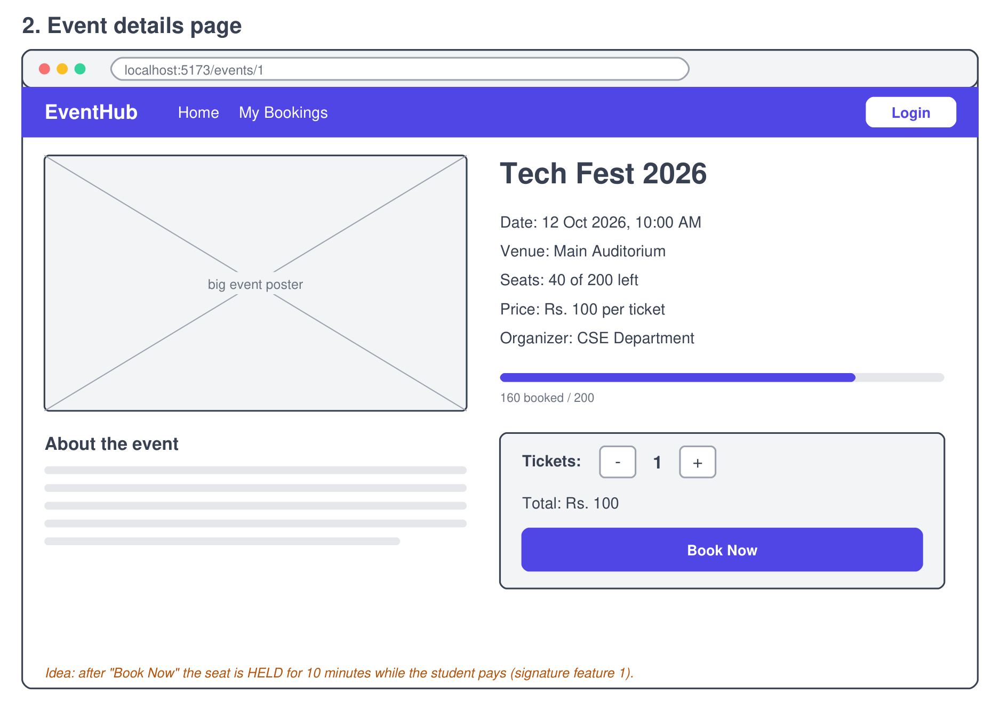 2. Event details page
localhost:5173/events/1
EventHub Home My Bookings Login
big event poster
About the event
Tech Fest 2026
Date: 12 Oct 2026, 10:00 AM
Venue: Main Auditorium
Seats: 40 of 200 left
Price: Rs. 100 per ticket
Organizer: CSE Department
160 booked / 200
Tickets: - 1 +
Total: Rs. 100
Book Now
Idea: after "Book Now" the seat is HELD for 10 minutes while the student pays (signature feature 1).